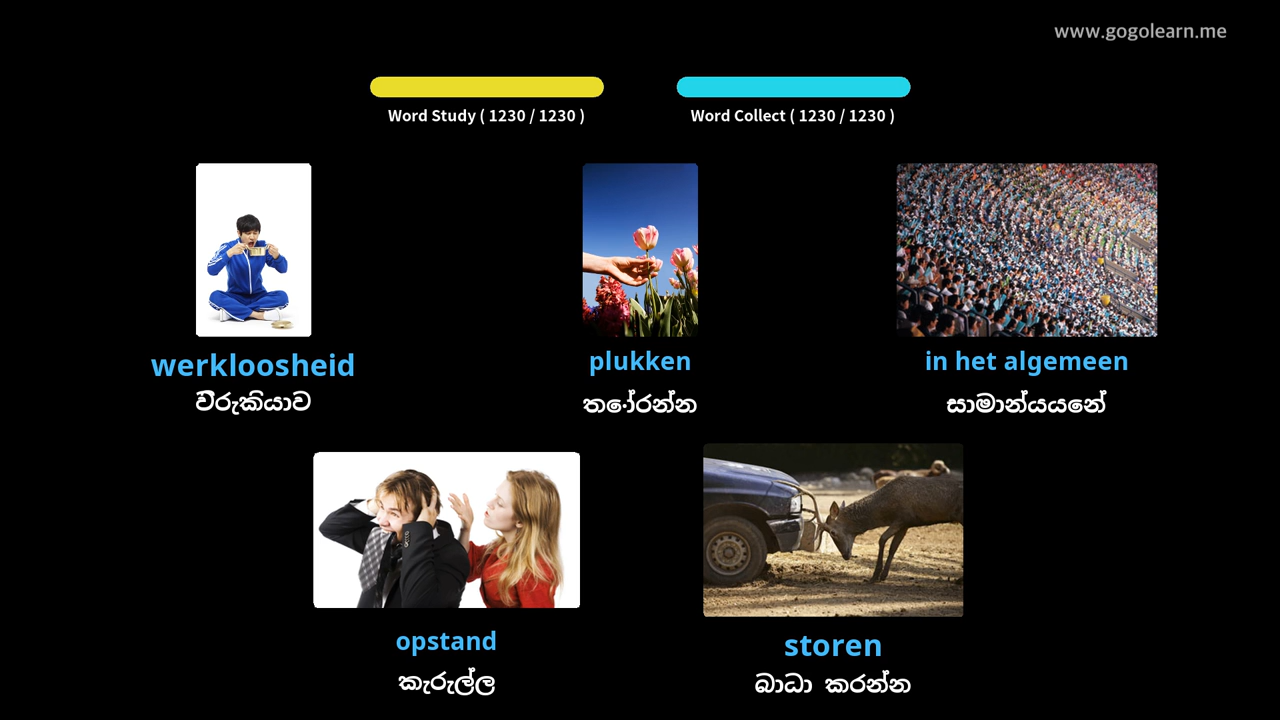 www.gogolearn.me
Word Study ( 1230 / 1230 )
Word Collect ( 1230 / 1230 )
werkloosheid
විරුකියාව
plukken
තෝරන්න
in het algemeen
සාමාන්යයනේ
opstand
කැරුල්ල
storen
බාධා කරන්න